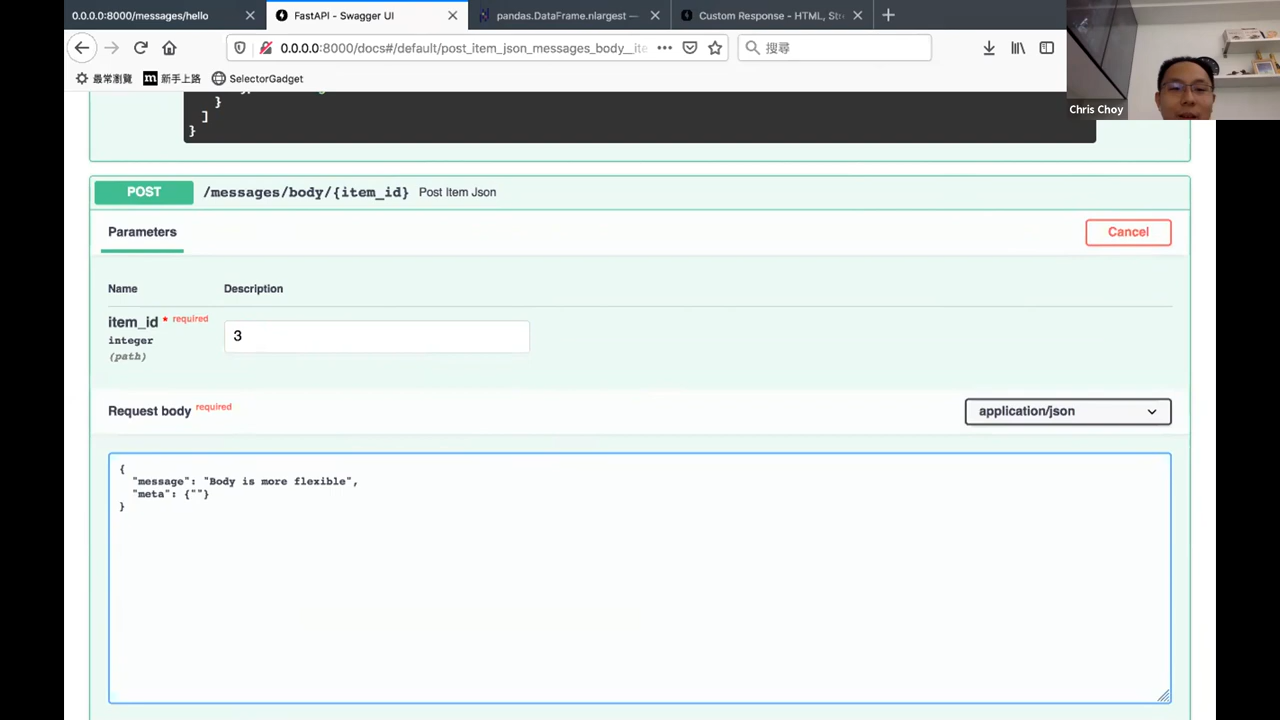 0.0.0.0:8000/messages/hello
FastAPI - Swagger UI
pandas.DataFrame.nlargest —
Custom Response - HTML, Str
0.0.0.0:8000/docs#/default/post_item_json_messages_body__ite
搜尋
最常瀏覽
新手上路
SelectorGadget
Chris Choy
}
]
}
POST /messages/body/{item_id} Post Item Json
Parameters
Cancel
Name Description
item_id * required
integer
(path)
3
Request body required
application/json
{
"message": "Body is more flexible",
"meta": {""}
}